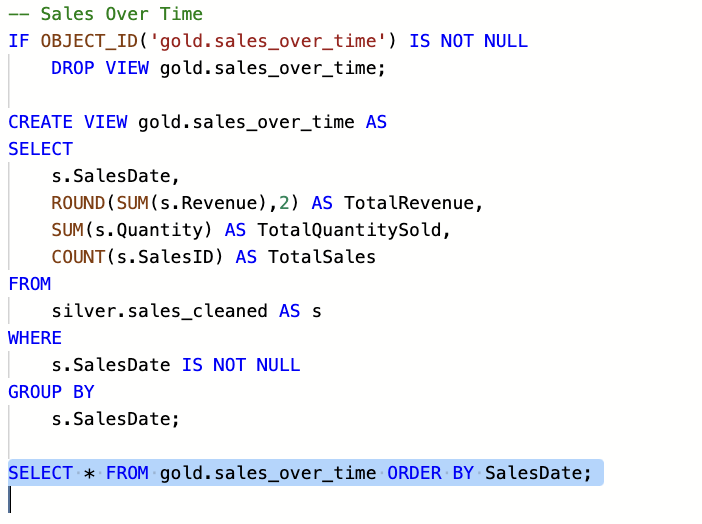 -- Sales Over Time
IF OBJECT_ID('gold.sales_over_time') IS NOT NULL
    DROP VIEW gold.sales_over_time;
CREATE VIEW gold.sales_over_time AS
SELECT
    s.SalesDate,
    ROUND(SUM(s.Revenue),2) AS TotalRevenue,
    SUM(s.Quantity) AS TotalQuantitySold,
    COUNT(s.SalesID) AS TotalSales
FROM
    silver.sales_cleaned AS s
WHERE
    s.SalesDate IS NOT NULL
GROUP BY
    s.SalesDate;
SELECT * FROM gold.sales_over_time ORDER BY SalesDate;